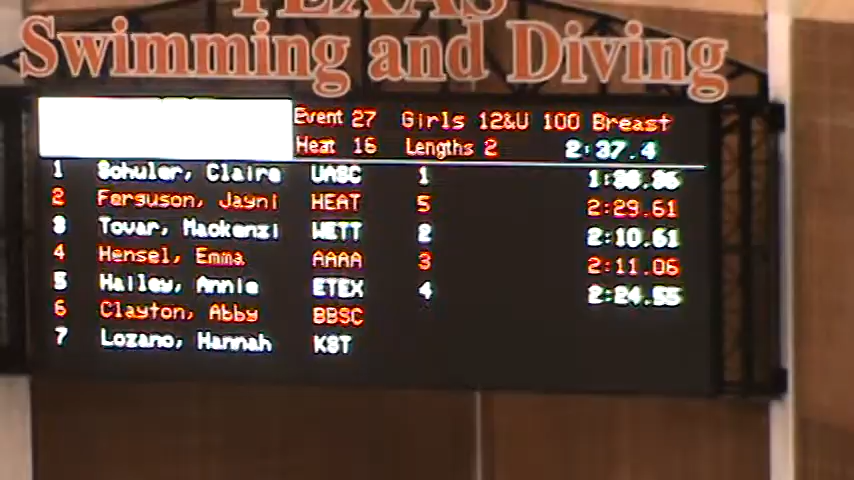 TEXAS
Swimming and Diving
Event 27 Girls 12&U 100 Breast
Heat 16 Lengths 2 2:37.4
1 Schuler, Claire UASC 1
2 Ferguson, Jayni HEAT 5 2:29.61
3 Tovar, Mackenzi WETT 2 2:10.61
4 Hensel, Emma AAAA 3 2:11.06
5 Hailey, Annie ETEX 4 2:24.55
6 Clayton, Abby BBSC
7 Lozano, Hannah KST